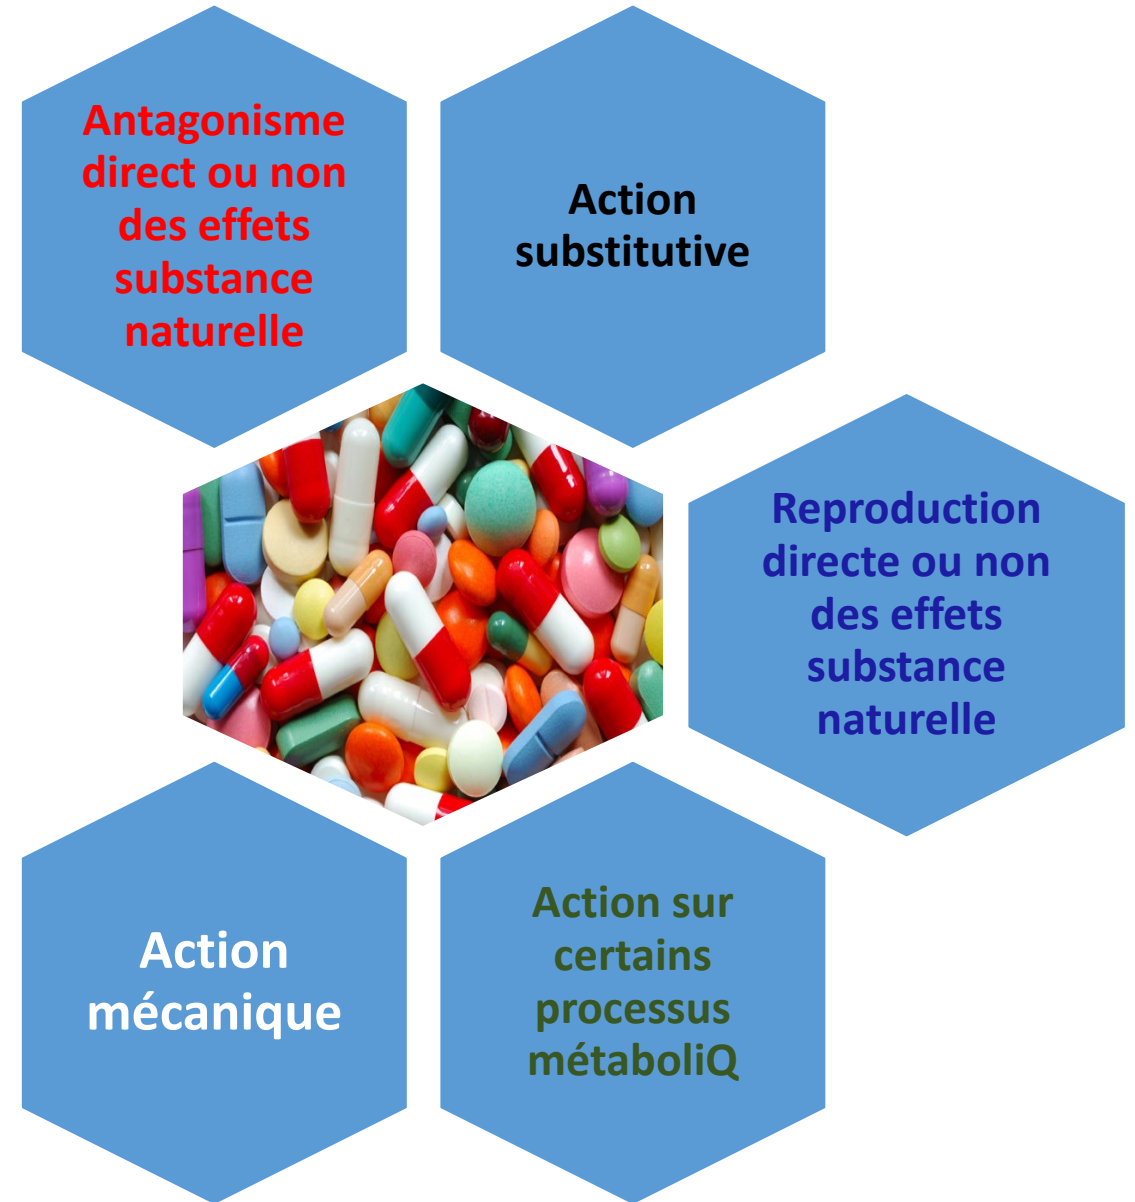 Antagonisme
direct ou non
des effets
substance
naturelle
Action
substitutive
Reproduction
directe ou non
des effets
substance
naturelle
Action
mécanique
Action sur
certains
processus
métaboliQ